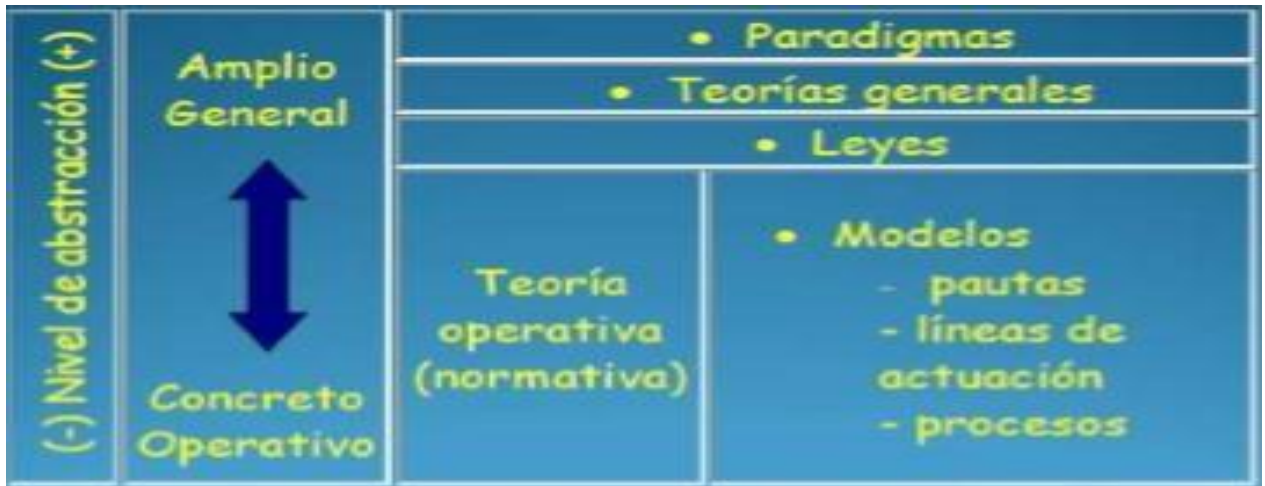 (-) Nivel de abstracción (+)
Amplio
General
Concreto
Operativo
• Paradigmas
• Teorías generales
• Leyes
Teoría
operativa
(normativa)
• Modelos
- pautas
- líneas de
actuación
- procesos